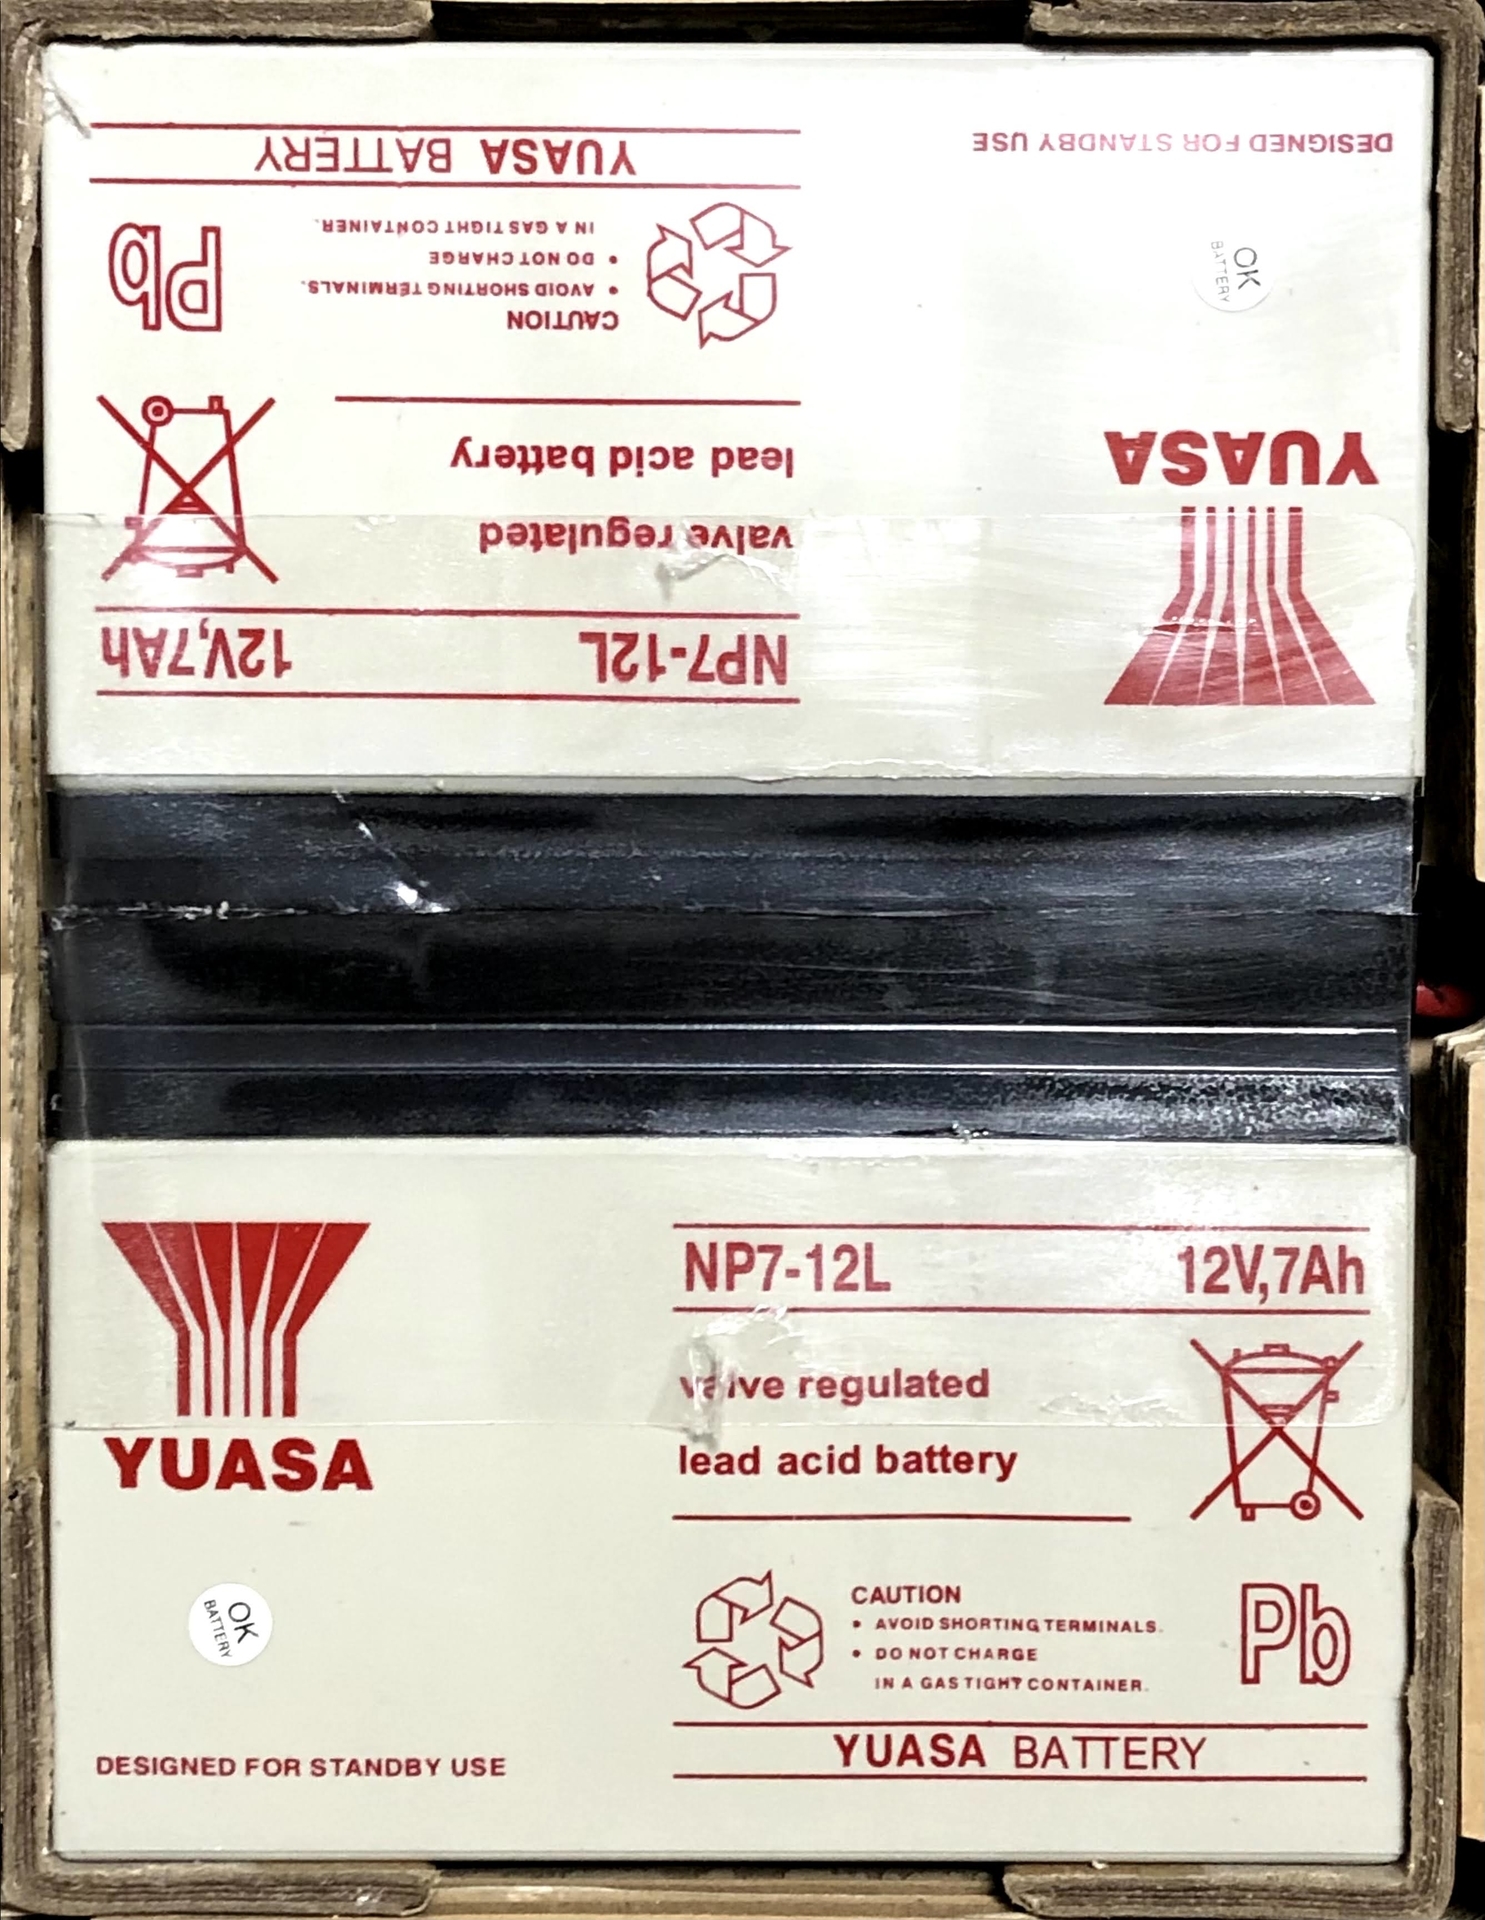 YUASA BATTERY
Pb
CAUTION
• AVOID SHORTING TERMINALS.
• DO NOT CHARGE
IN A GAS TIGHT CONTAINER.
DESIGNED FOR STANDBY USE
OK
BATTERY
lead acid battery
valve regulated
YUASA
NP7-12L 12V,7Ah
NP7-12L 12V,7Ah
valve regulated
lead acid battery
YUASA
OK
BATTERY
CAUTION
• AVOID SHORTING TERMINALS.
• DO NOT CHARGE
IN A GAS TIGHT CONTAINER.
Pb
YUASA BATTERY
DESIGNED FOR STANDBY USE